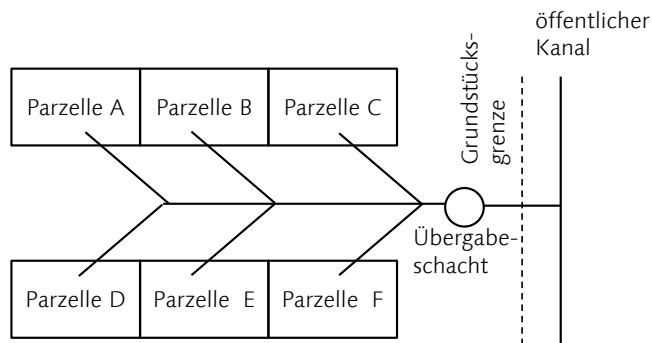 öffentlicher
Kanal
Grundstücks-
grenze
Parzelle A
Parzelle B
Parzelle C
Übergabe-
schacht
Parzelle D
Parzelle E
Parzelle F